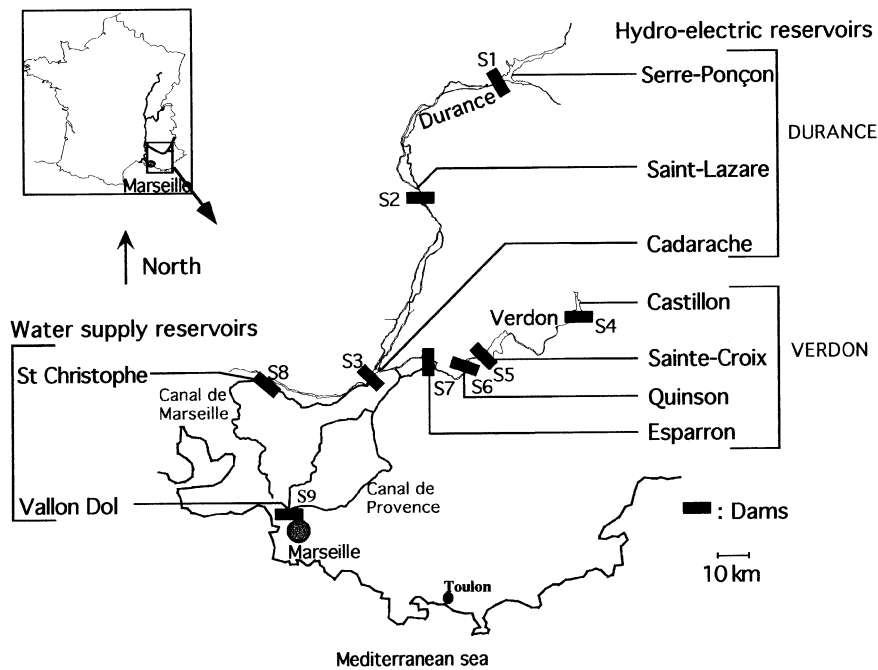 Hydro-electric reservoirs
S1
Serre-Ponçon
Durance
DURANCE
Marseille
Saint-Lazare
S2
North
Cadarache
Castillon
Verdon
S4
Water supply reservoirs
VERDON
S3
S8
S5
Sainte-Croix
St Christophe
S6
S7
Canal de
Marseille
Quinson
Esparron
S9
Canal de
Provence
Vallon Dol
: Dams
Marseille
10 km
Toulon
Mediterranean sea